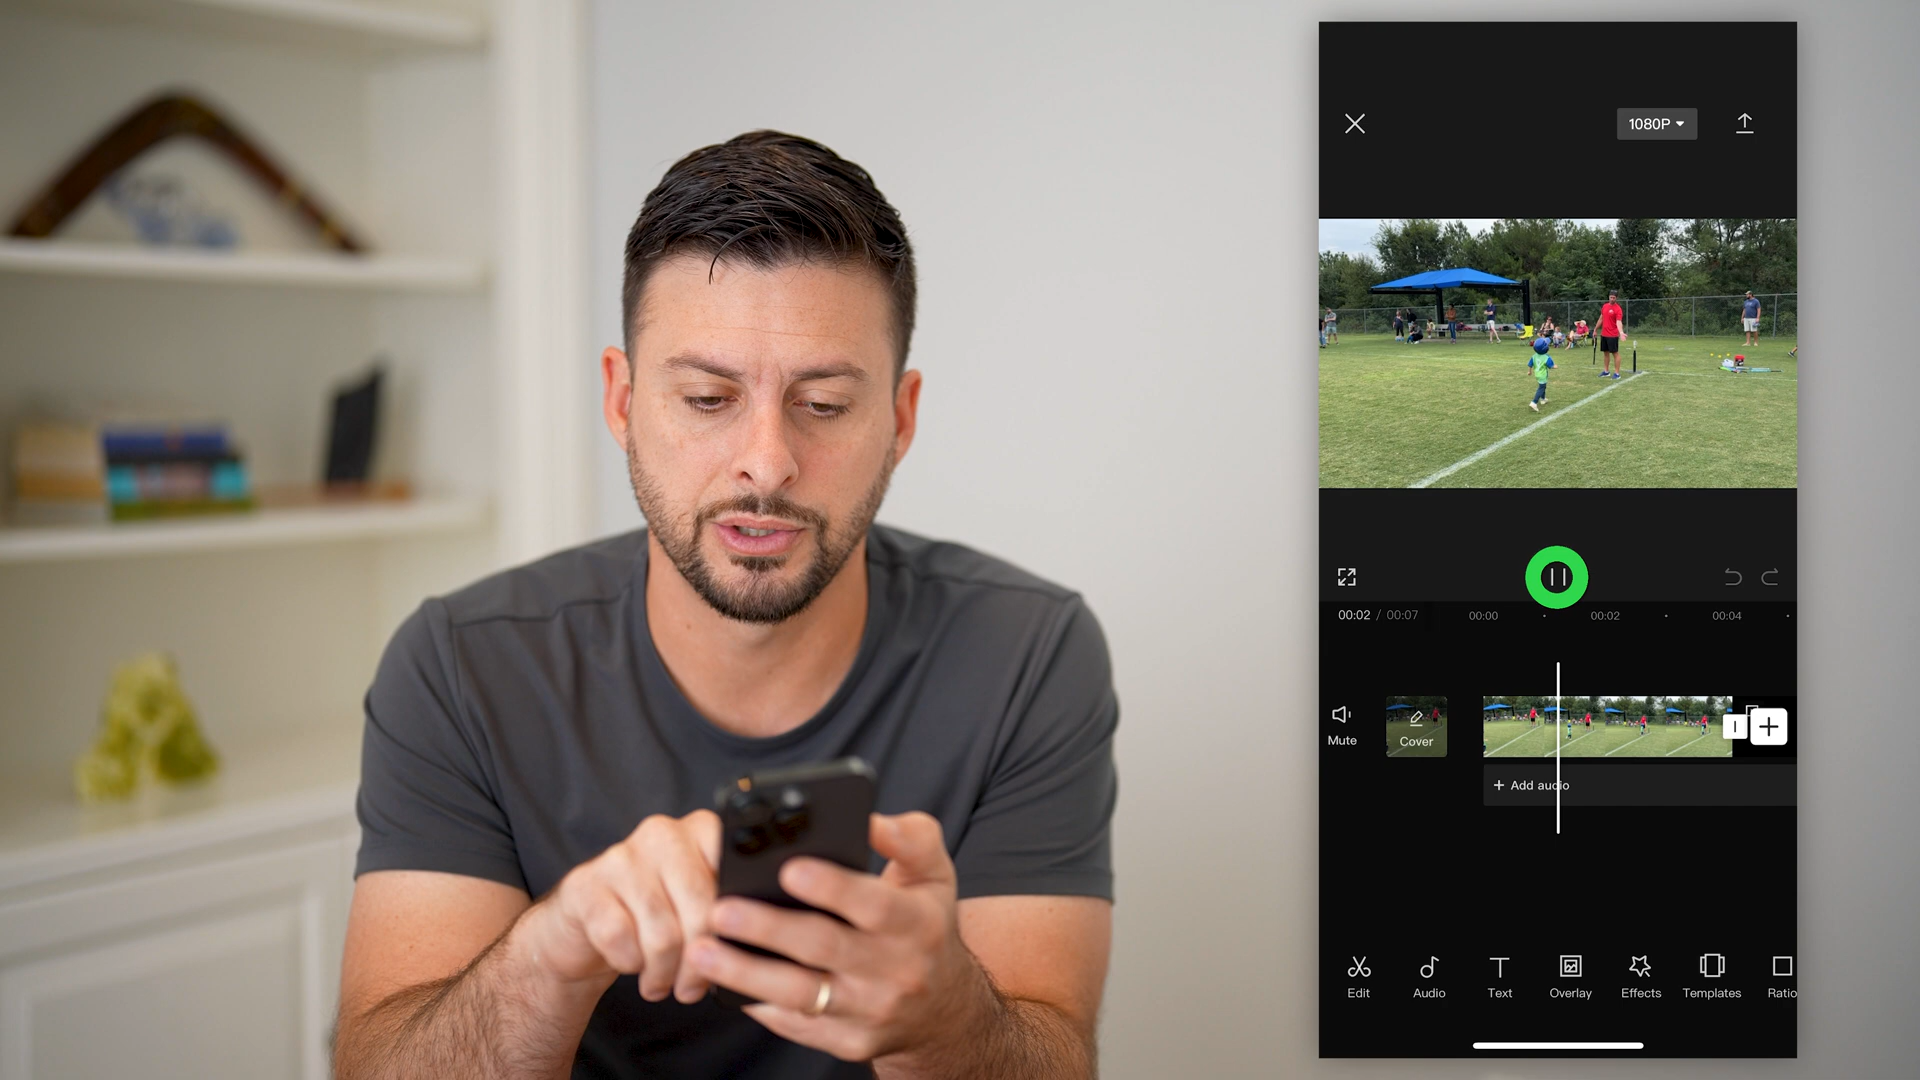 1080P
00:02 / 00:07
00:00
00:02
00:04
Mute
Cover
+ Add audio
Edit
Audio
Text
Overlay
Effects
Templates
Ratio